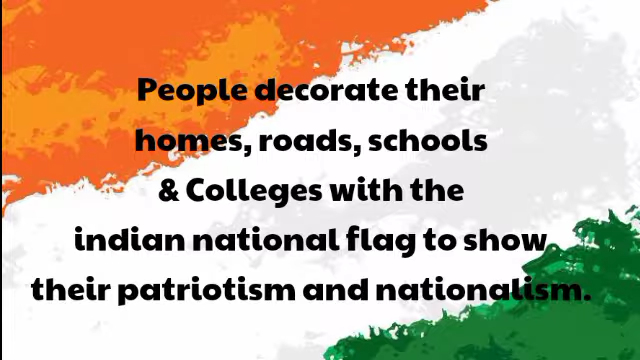 People decorate their
homes, roads, schools
& Colleges with the
indian national flag to show
their patriotism and nationalism.